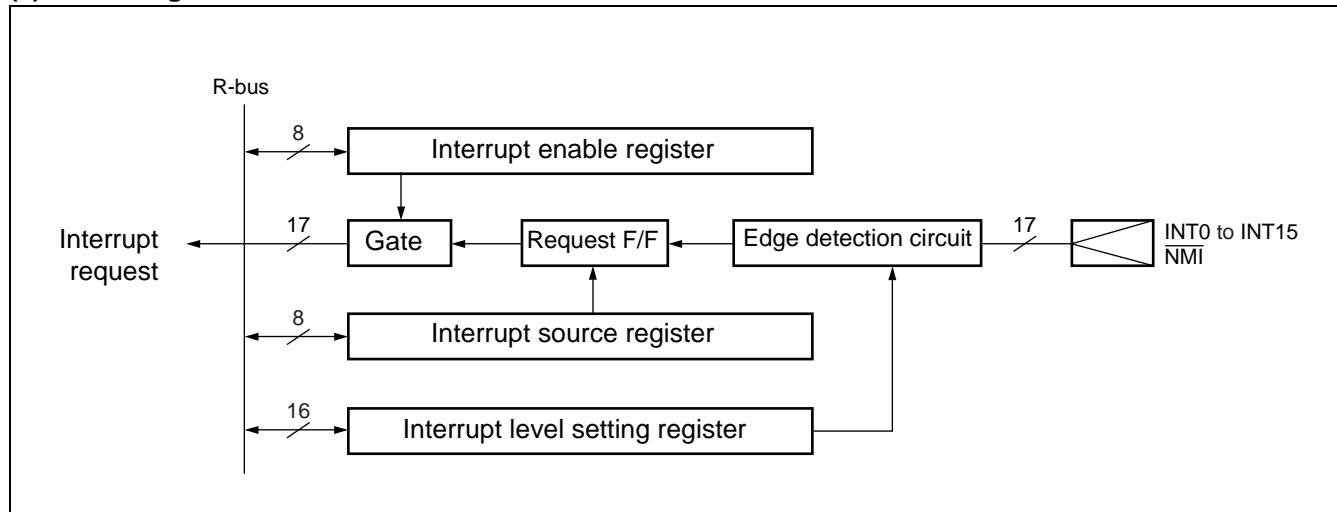 R-bus
8
Interrupt enable register
Interrupt
request
17
Gate
Request F/F
Edge detection circuit
17
INT0 to INT15
NMI
8
Interrupt source register
16
Interrupt level setting register